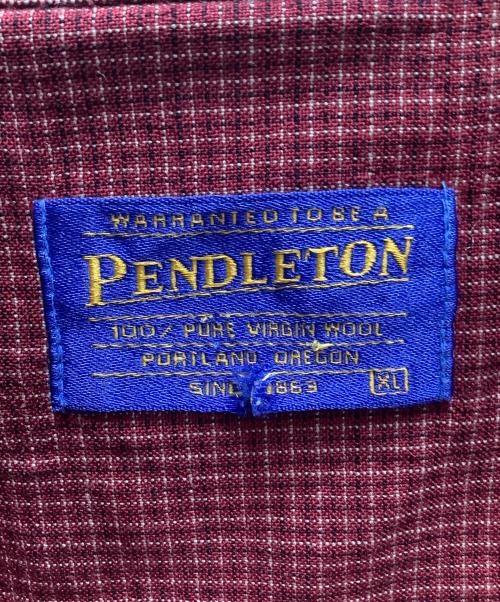 WARRANTED TO BE A
PENDLETON
100% PURE VIRGIN WOOL
PORTLAND, OREGON
SINCE 1863 XL